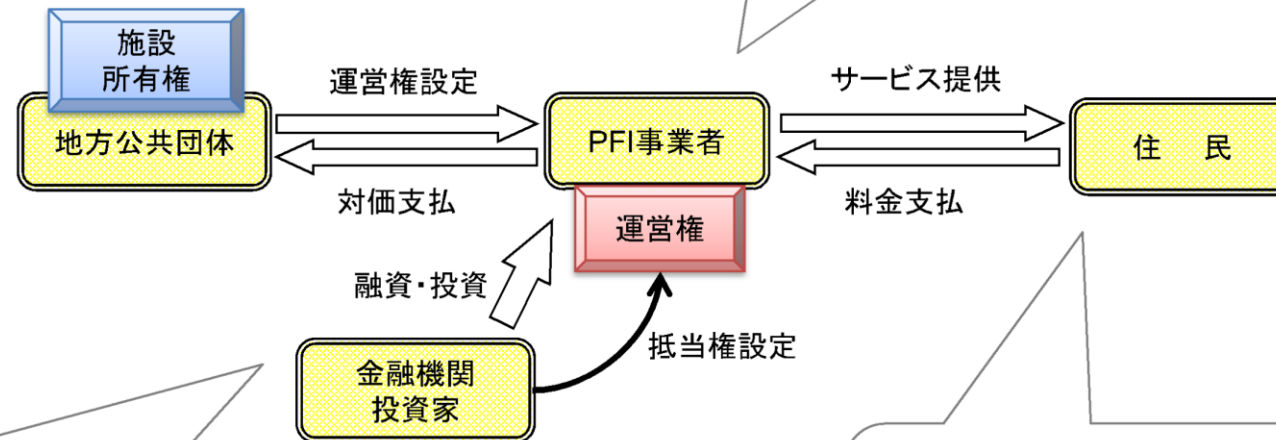 施設
所有権
地方公共団体
運営権設定
対価支払
PFI事業者
運営権
サービス提供
料金支払
住　民
融資・投資
抵当権設定
金融機関
投資家